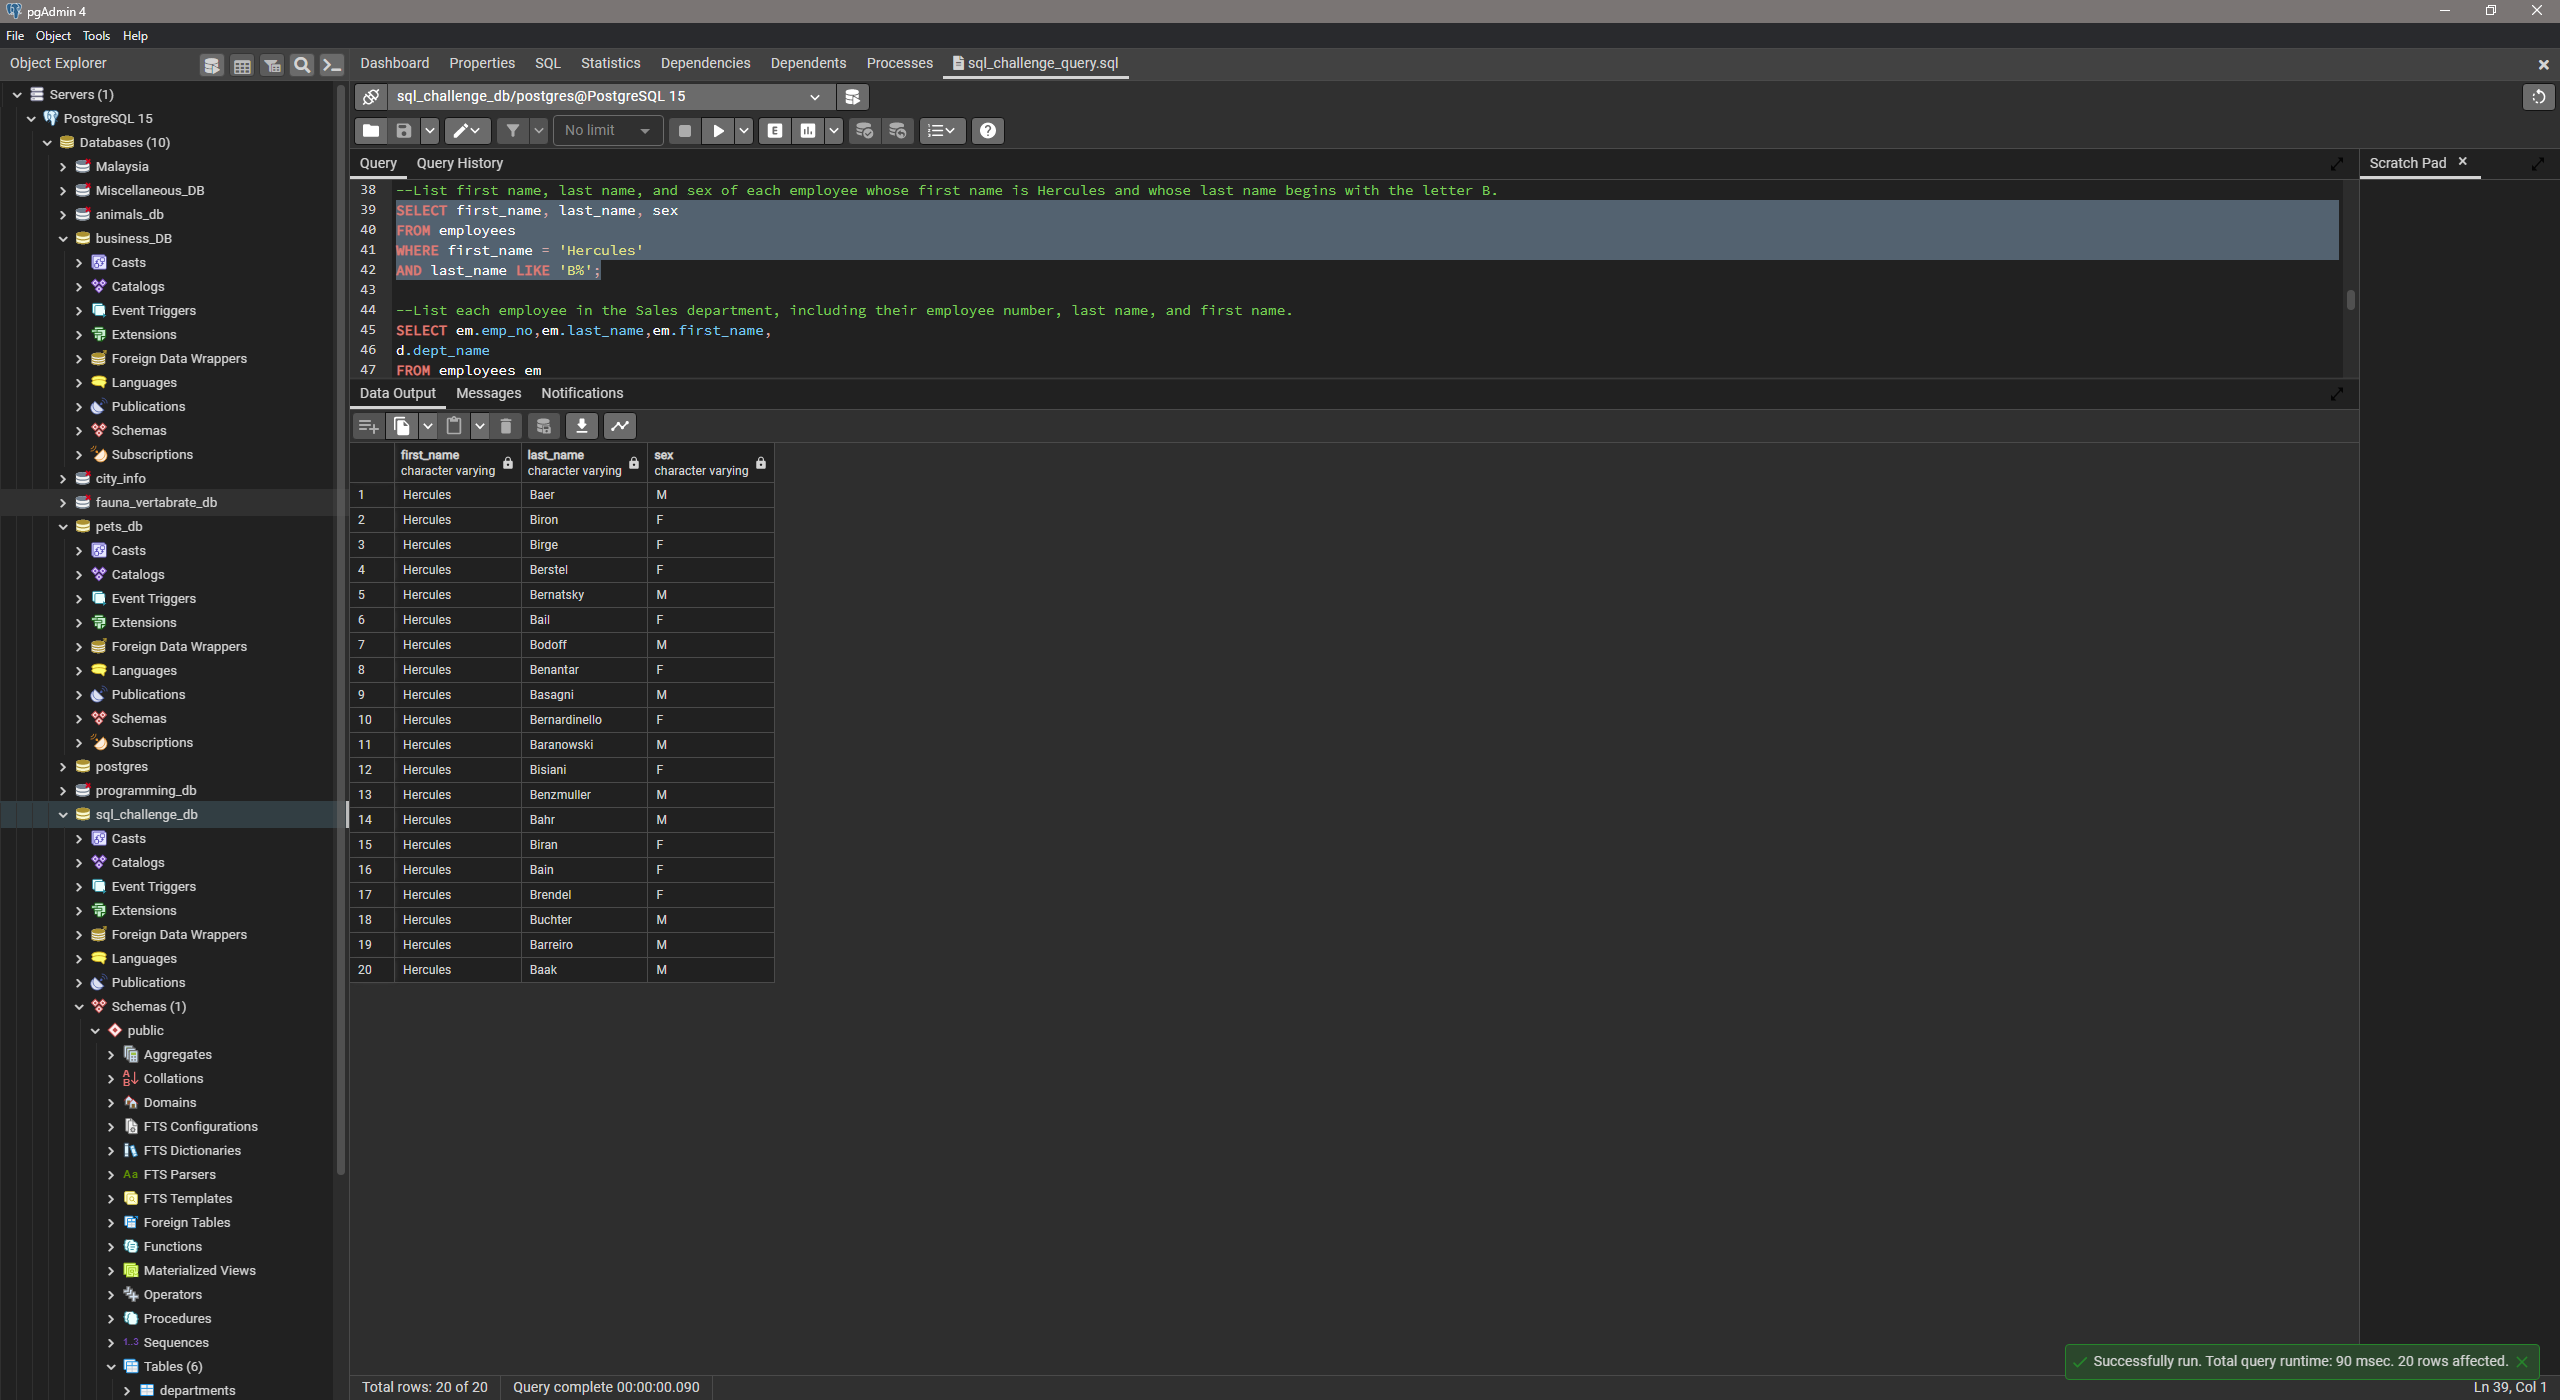 pgAdmin 4
File Object Tools Help
Object Explorer
Dashboard Properties SQL Statistics Dependencies Dependents Processes sql_challenge_query.sql
Servers (1)
PostgreSQL 15
Databases (10)
Malaysia
Miscellaneous_DB
animals_db
business_DB
Casts
Catalogs
Event Triggers
Extensions
Foreign Data Wrappers
Languages
Publications
Schemas
Subscriptions
city_info
fauna_vertabrate_db
pets_db
Casts
Catalogs
Event Triggers
Extensions
Foreign Data Wrappers
Languages
Publications
Schemas
Subscriptions
postgres
programming_db
sql_challenge_db
Casts
Catalogs
Event Triggers
Extensions
Foreign Data Wrappers
Languages
Publications
Schemas (1)
public
Aggregates
Collations
Domains
FTS Configurations
FTS Dictionaries
Aa FTS Parsers
FTS Templates
Foreign Tables
Functions
Materialized Views
Operators
Procedures
1..3 Sequences
Tables (6)
departments
sql_challenge_db/postgres@PostgreSQL 15
No limit
E
Query Query History
Scratch Pad
38 --List first name, last name, and sex of each employee whose first name is Hercules and whose last name begins with the letter B.
39 SELECT first_name, last_name, sex
40 FROM employees
41 WHERE first_name = 'Hercules'
42 AND last_name LIKE 'B%';
43
44 --List each employee in the Sales department, including their employee number, last name, and first name.
45 SELECT em.emp_no,em.last_name,em.first_name,
46 d.dept_name
47 FROM employees em
Data Output Messages Notifications
first_name last_name sex
character varying character varying character varying
1 Hercules Baer M
2 Hercules Biron F
3 Hercules Birge F
4 Hercules Berstel F
5 Hercules Bernatsky M
6 Hercules Bail F
7 Hercules Bodoff M
8 Hercules Benantar F
9 Hercules Basagni M
10 Hercules Bernardinello F
11 Hercules Baranowski M
12 Hercules Bisiani F
13 Hercules Benzmuller M
14 Hercules Bahr M
15 Hercules Biran F
16 Hercules Bain F
17 Hercules Brendel F
18 Hercules Buchter M
19 Hercules Barreiro M
20 Hercules Baak M
Successfully run. Total query runtime: 90 msec. 20 rows affected.
Total rows: 20 of 20 Query complete 00:00:00.090
Ln 39, Col 1